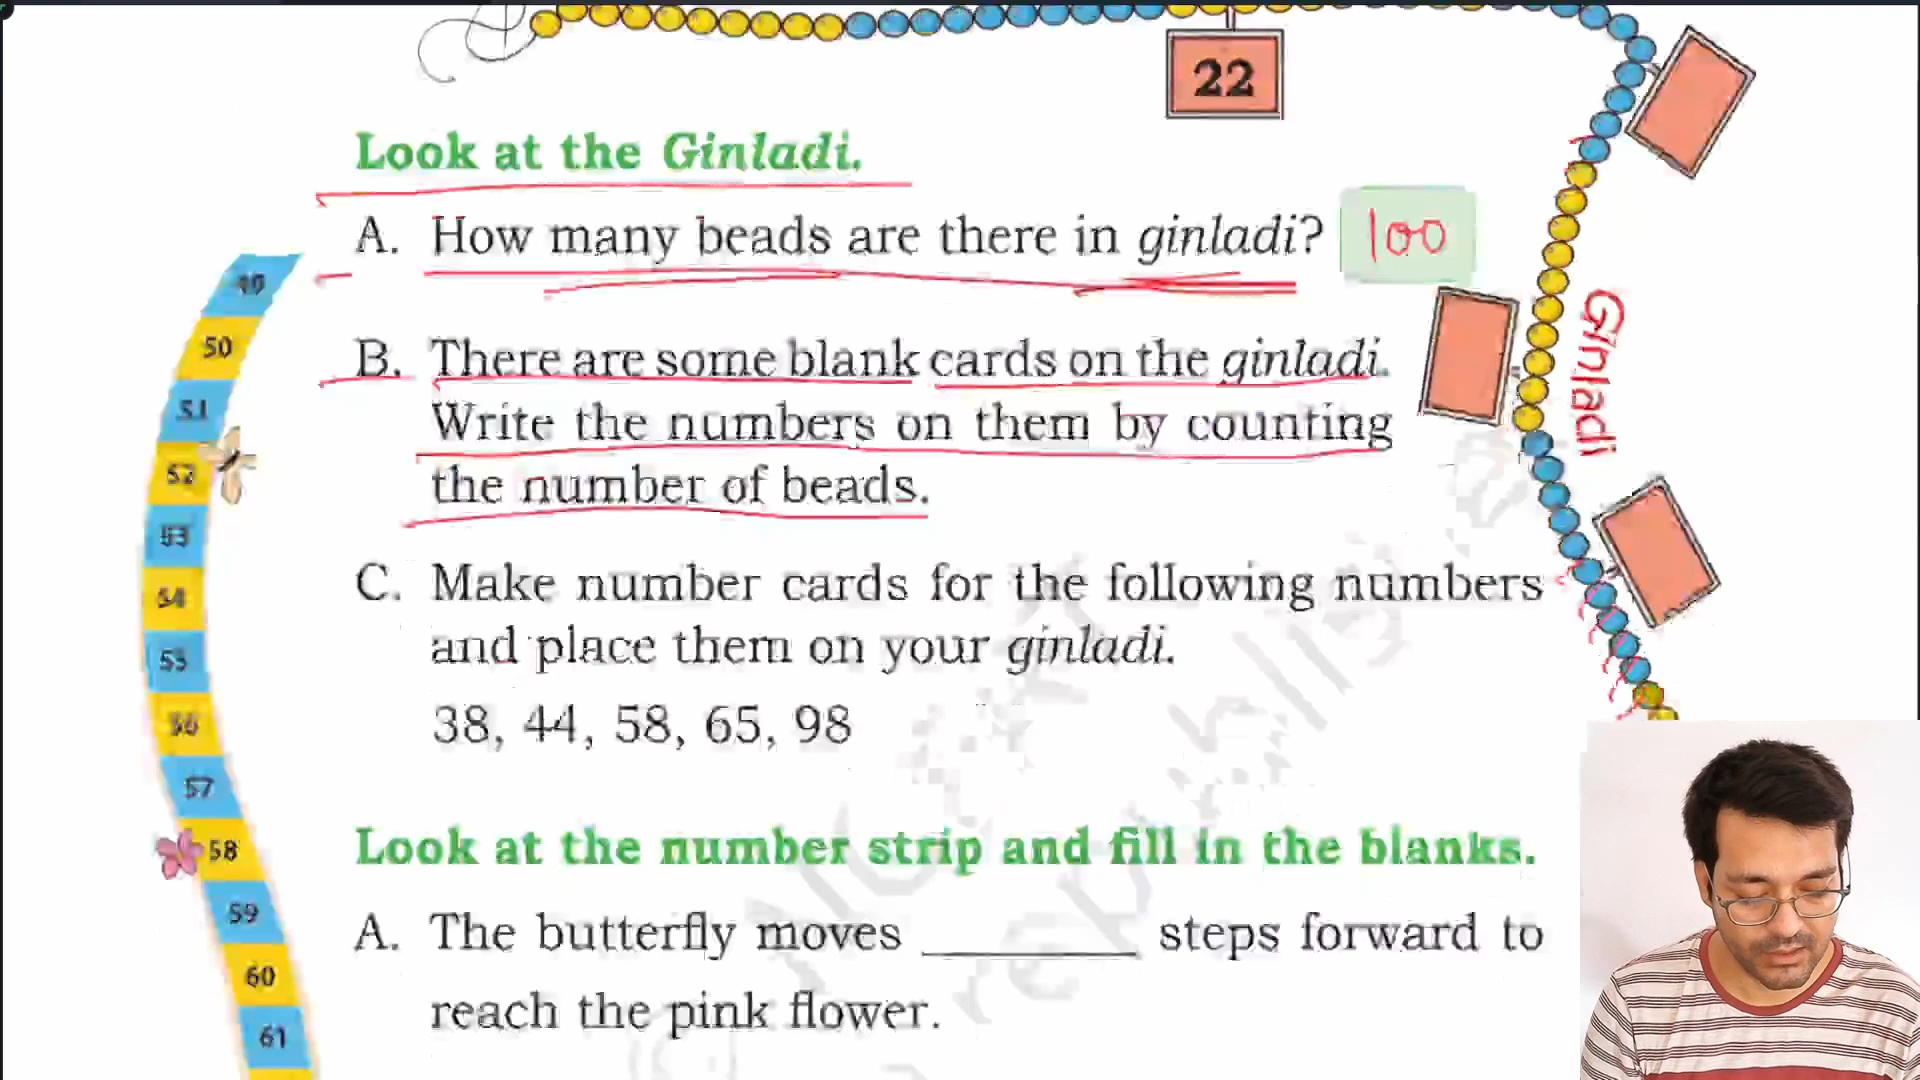 22
Look at the Ginladi.
A. How many beads are there in ginladi? 100
B. There are some blank cards on the ginladi.
Write the numbers on them by counting
the number of beads.
Ginladi
C. Make number cards for the following numbers
and place them on your ginladi.
38, 44, 58, 65, 98
Look at the number strip and fill in the blanks.
A. The butterfly moves ________ steps forward to
reach the pink flower.
49
50
51
52
53
54
55
56
57
58
59
60
61